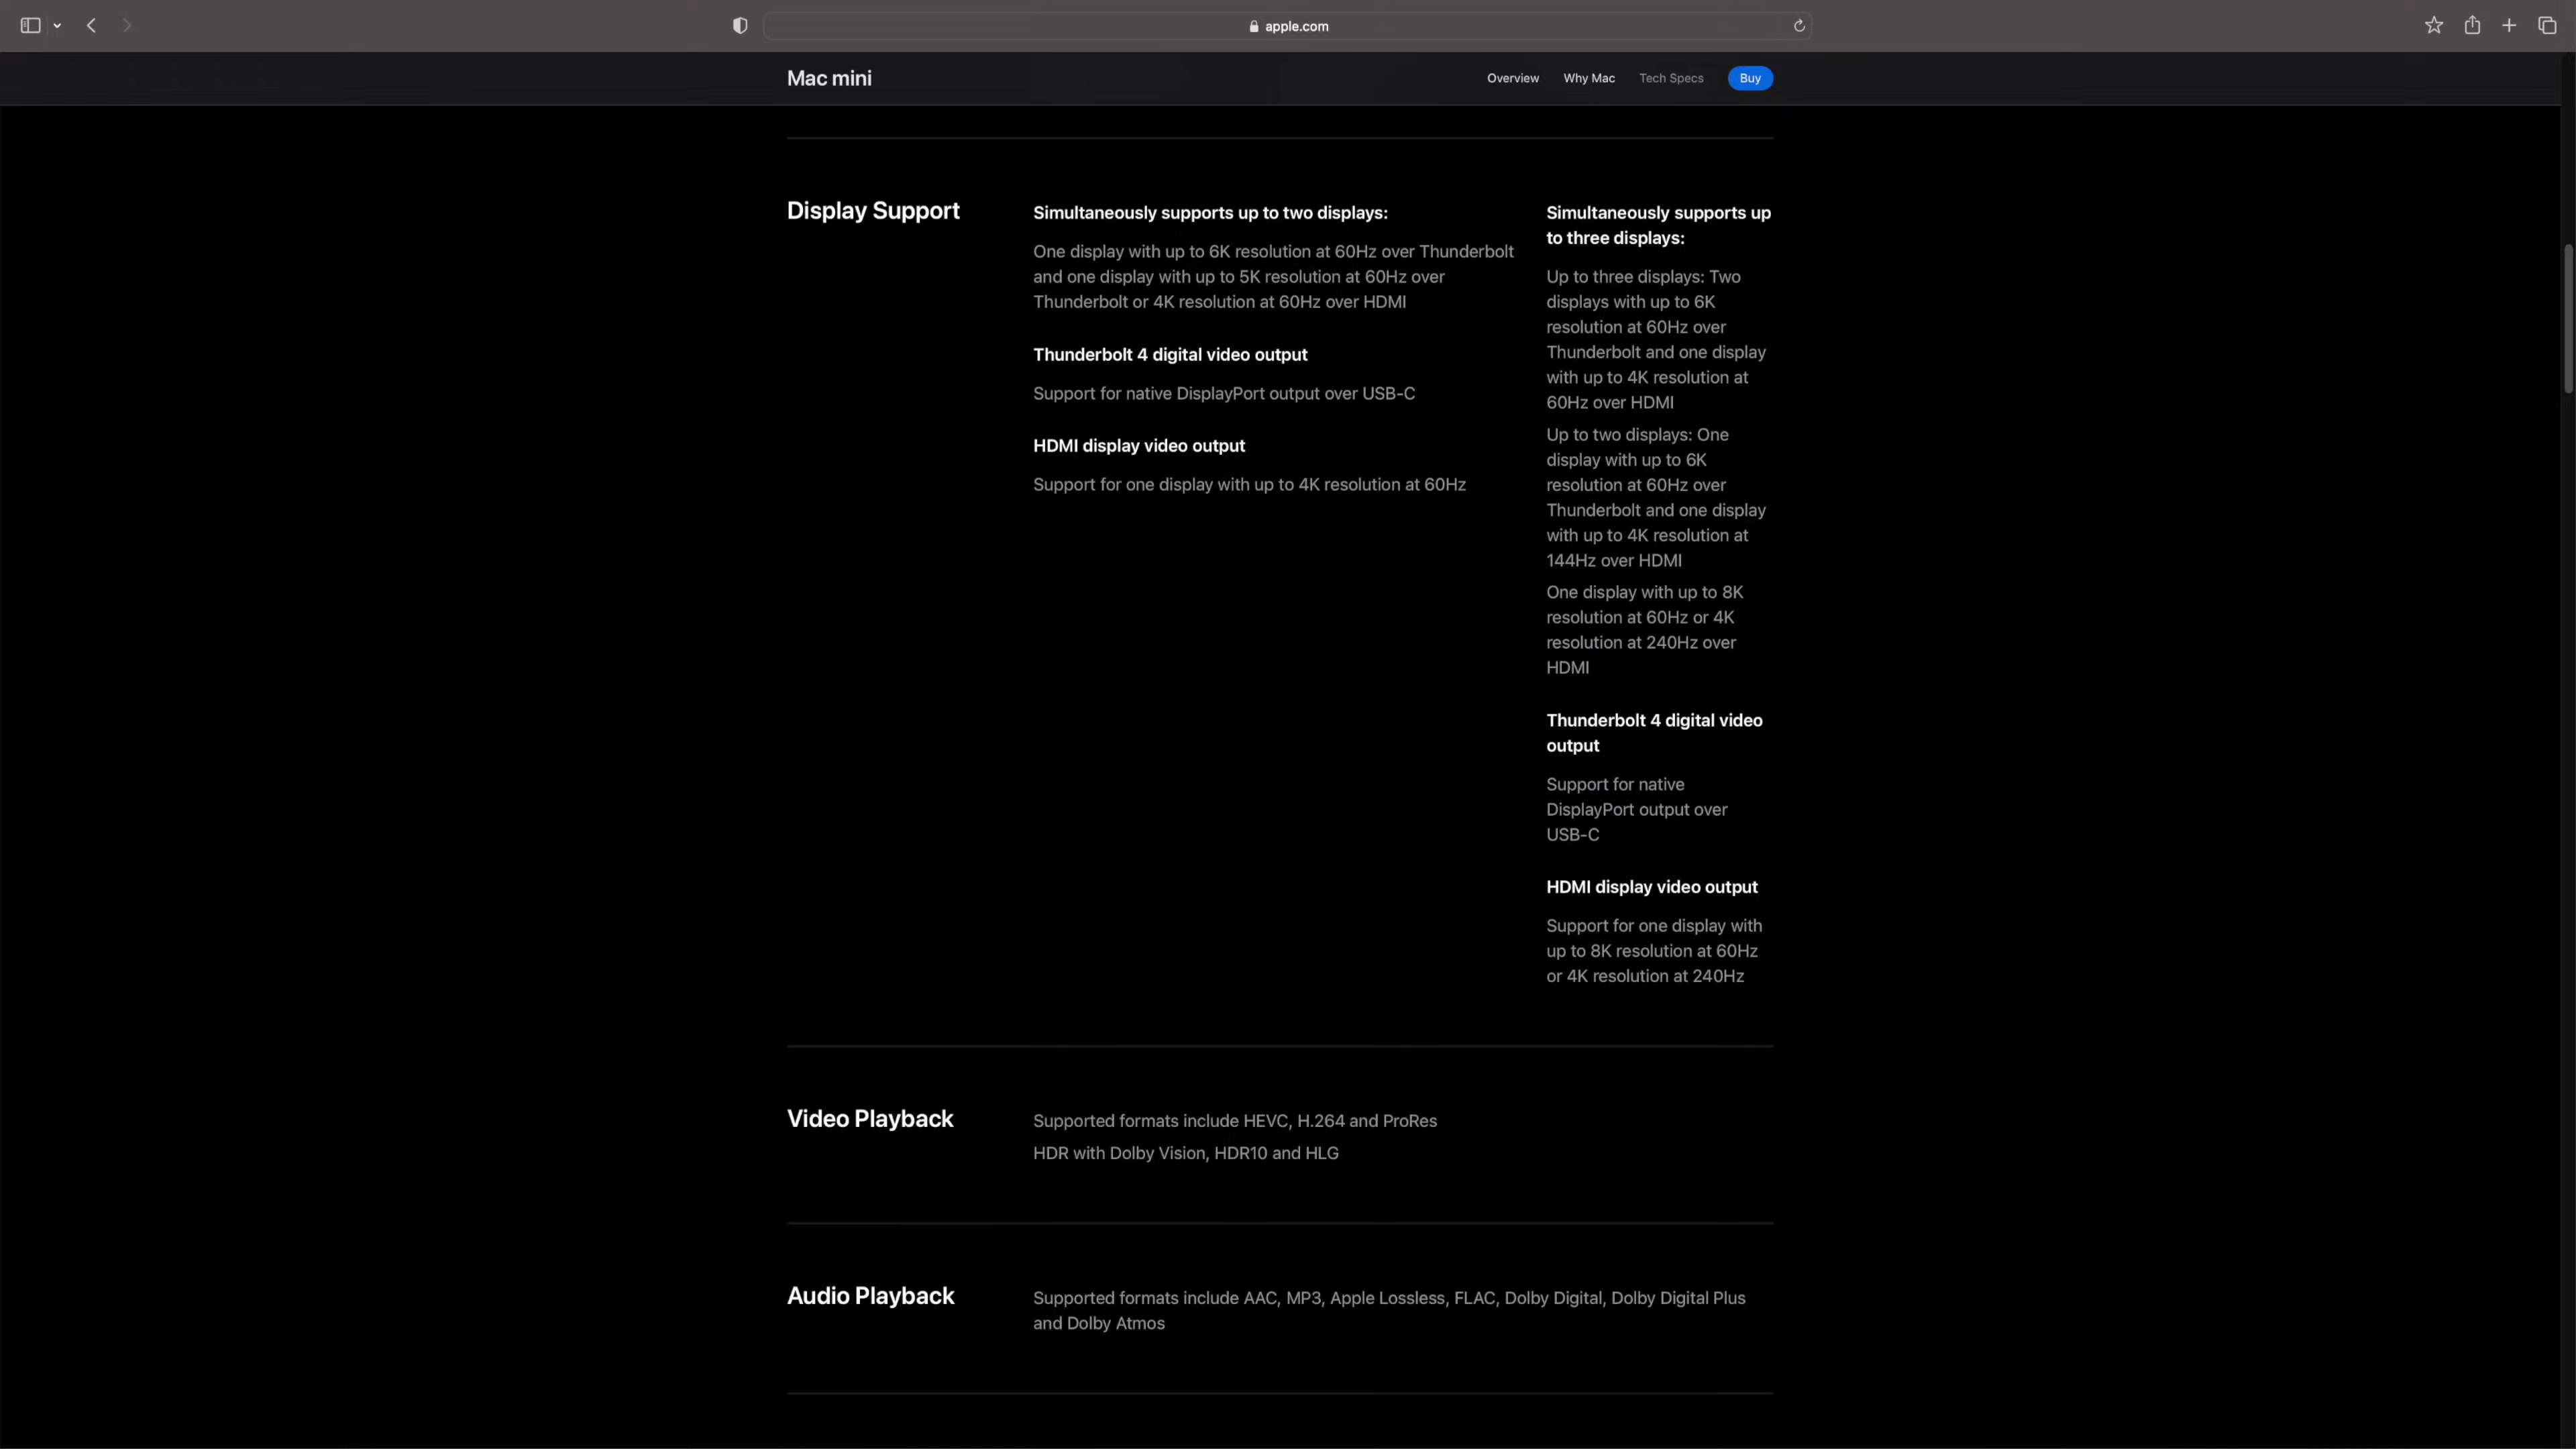 apple.com
Mac mini
Overview
Why Mac
Tech Specs
Buy
Display Support
Simultaneously supports up to two displays:
One display with up to 6K resolution at 60Hz over Thunderbolt
and one display with up to 5K resolution at 60Hz over
Thunderbolt or 4K resolution at 60Hz over HDMI
Thunderbolt 4 digital video output
Support for native DisplayPort output over USB-C
HDMI display video output
Support for one display with up to 4K resolution at 60Hz
Simultaneously supports up
to three displays:
Up to three displays: Two
displays with up to 6K
resolution at 60Hz over
Thunderbolt and one display
with up to 4K resolution at
60Hz over HDMI
Up to two displays: One
display with up to 6K
resolution at 60Hz over
Thunderbolt and one display
with up to 4K resolution at
144Hz over HDMI
One display with up to 8K
resolution at 60Hz or 4K
resolution at 240Hz over
HDMI
Thunderbolt 4 digital video
output
Support for native
DisplayPort output over
USB-C
HDMI display video output
Support for one display with
up to 8K resolution at 60Hz
or 4K resolution at 240Hz
Video Playback
Supported formats include HEVC, H.264 and ProRes
HDR with Dolby Vision, HDR10 and HLG
Audio Playback
Supported formats include AAC, MP3, Apple Lossless, FLAC, Dolby Digital, Dolby Digital Plus
and Dolby Atmos